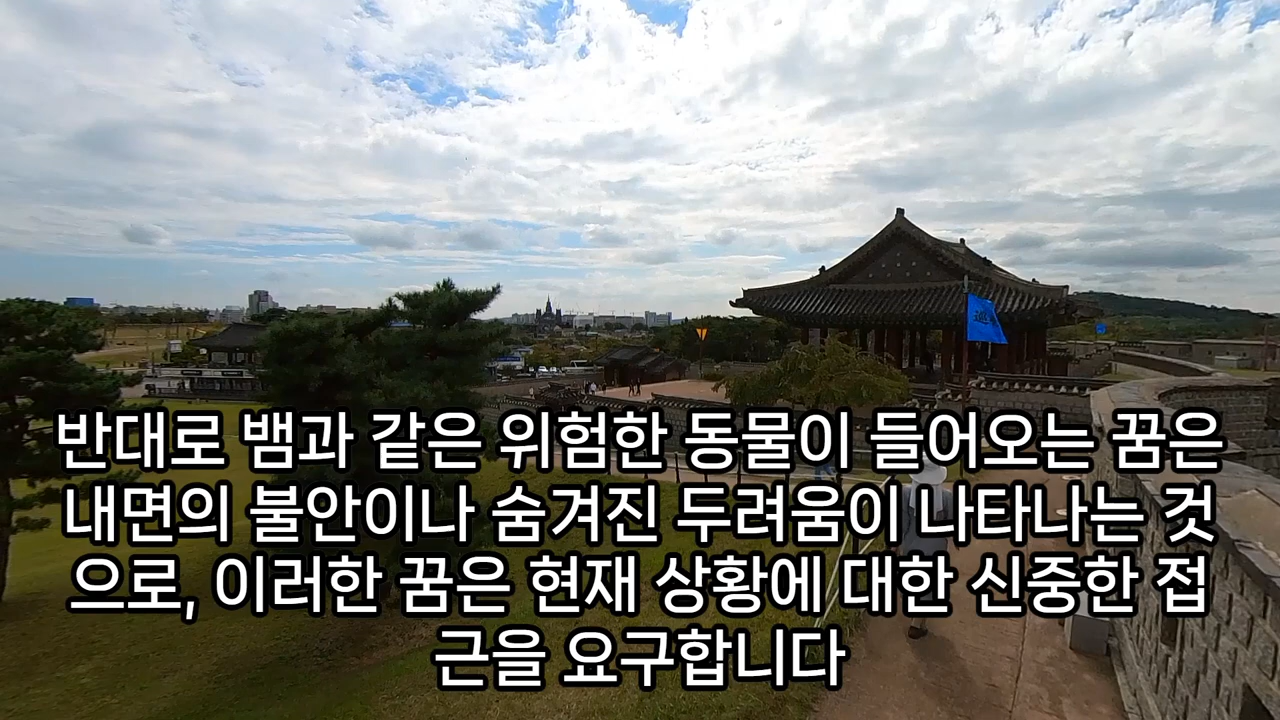 반대로 뱀과 같은 위험한 동물이 들어오는 꿈은
내면의 불안이나 숨겨진 두려움이 나타나는 것
으로, 이러한 꿈은 현재 상황에 대한 신중한 접
근을 요구합니다